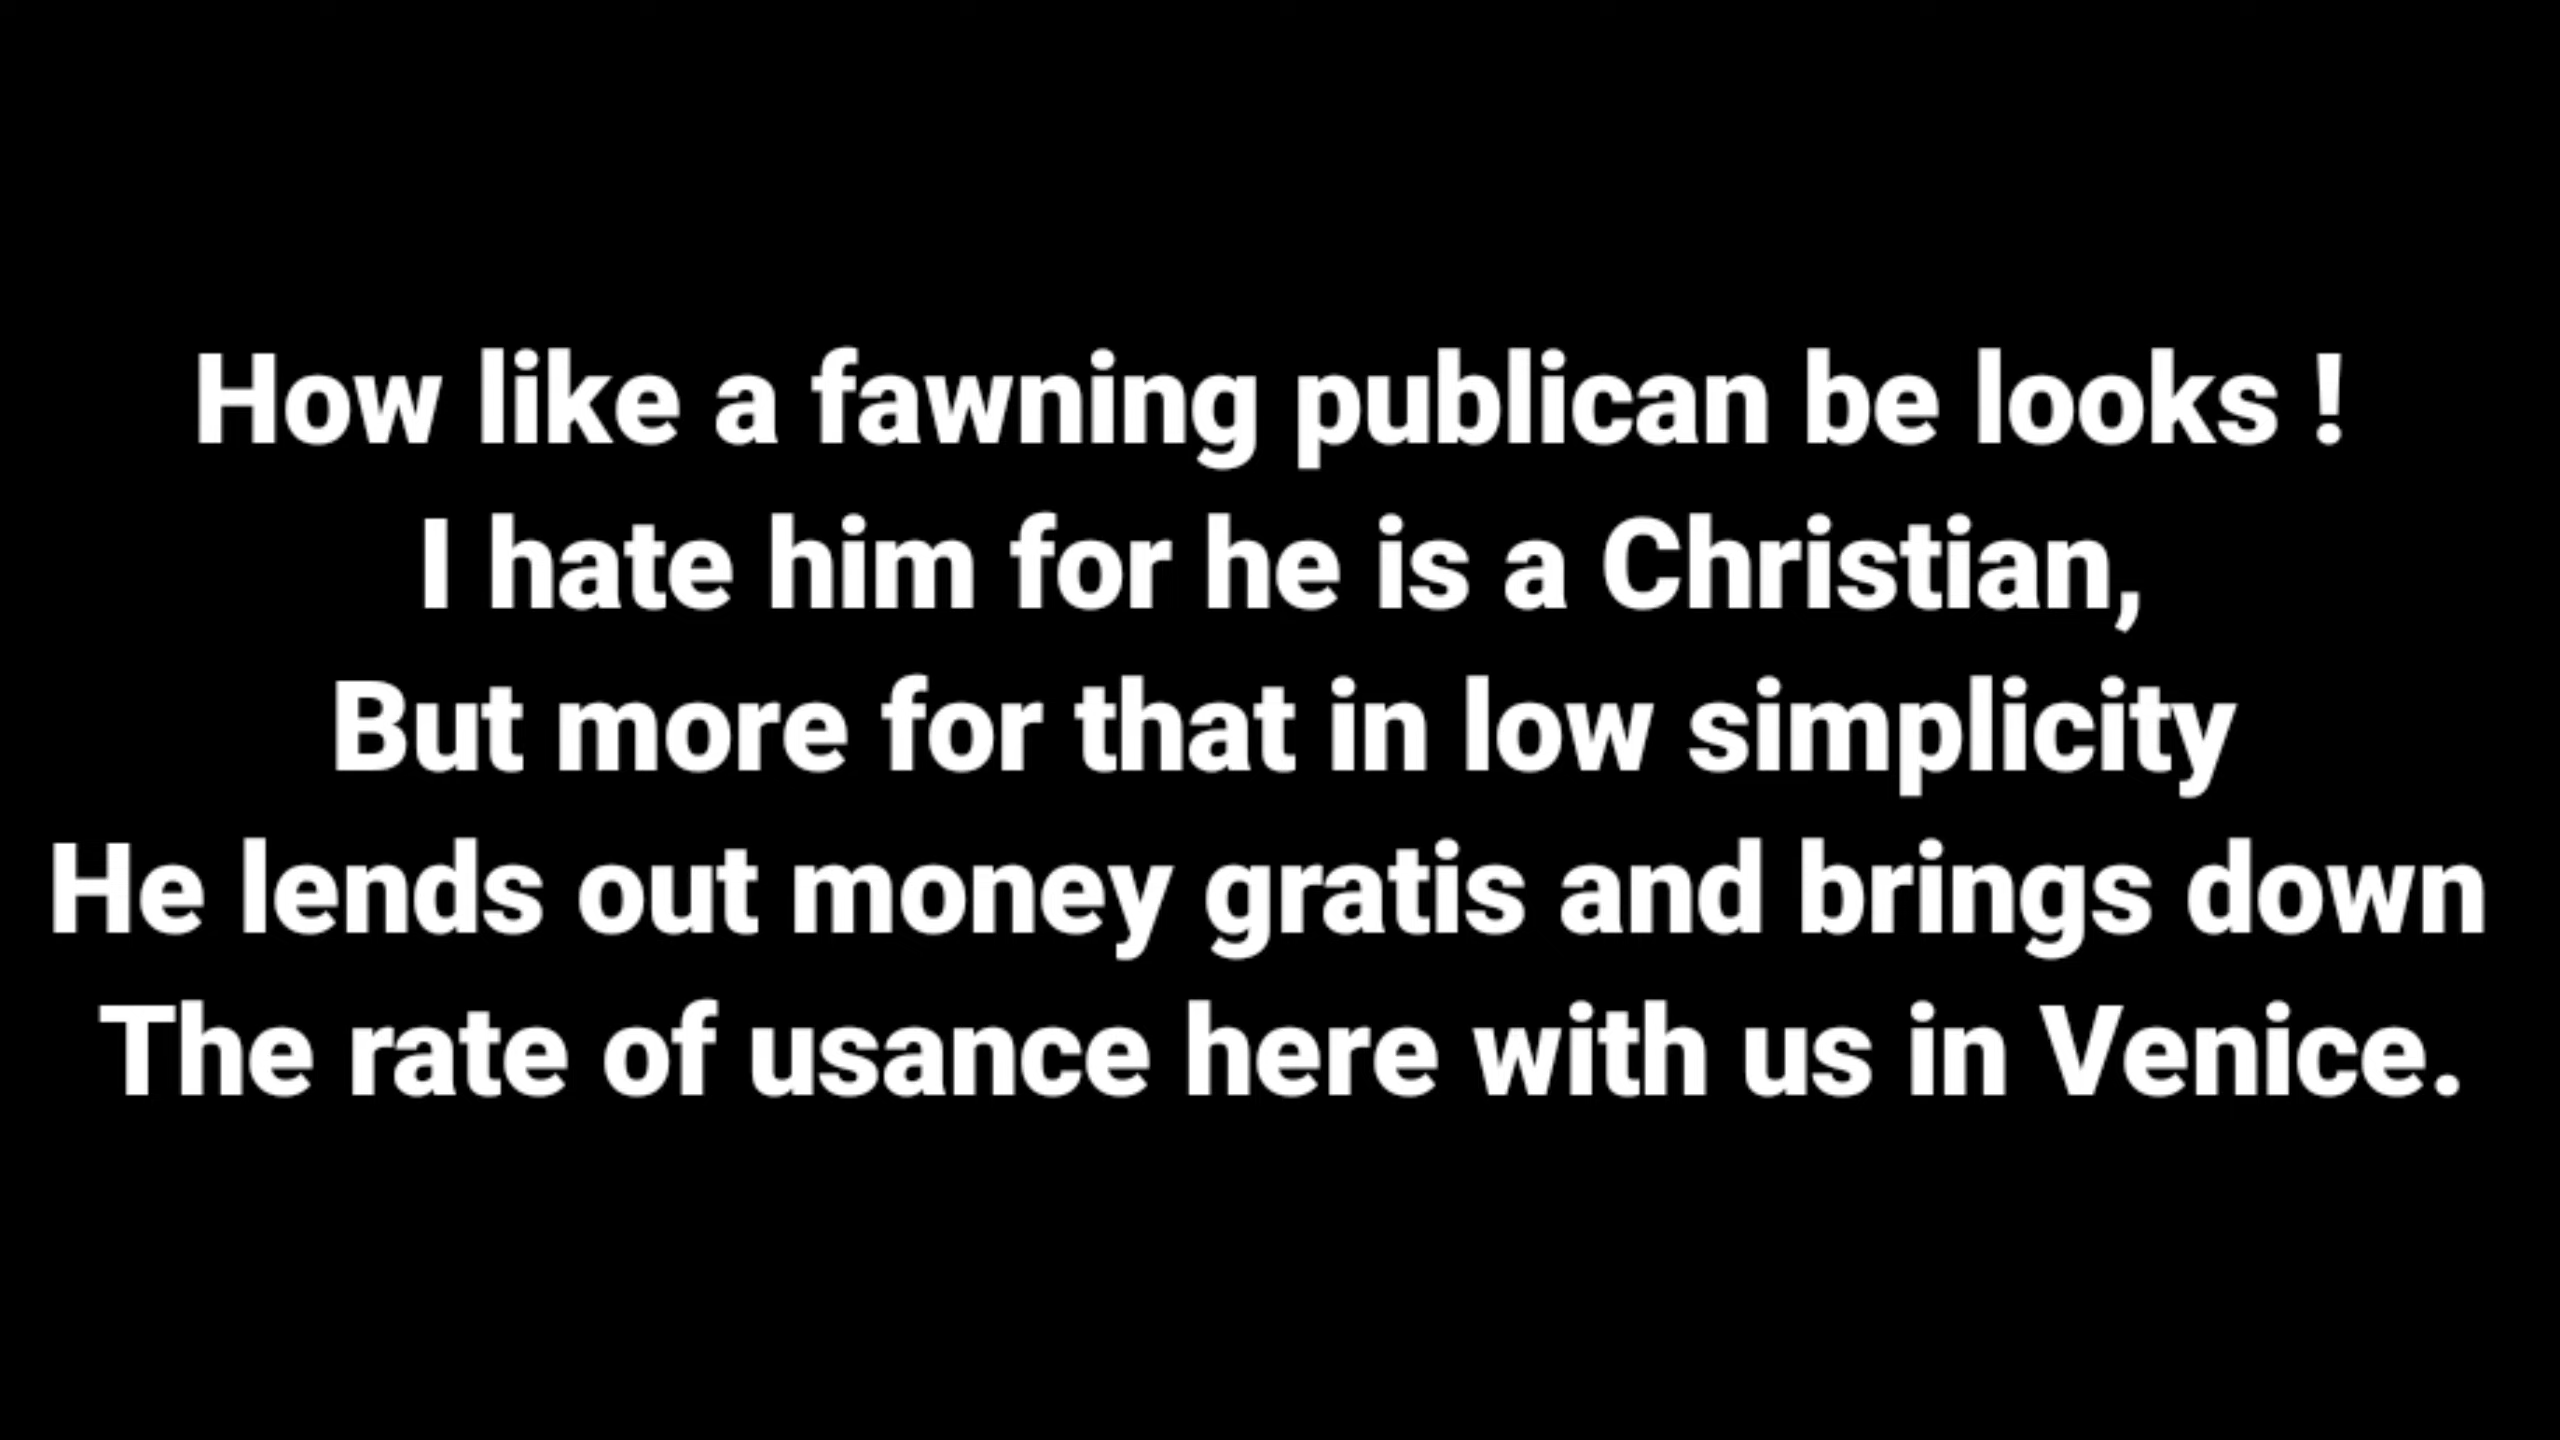 How like a fawning publican be looks !
I hate him for he is a Christian,
But more for that in low simplicity
He lends out money gratis and brings down
The rate of usance here with us in Venice.